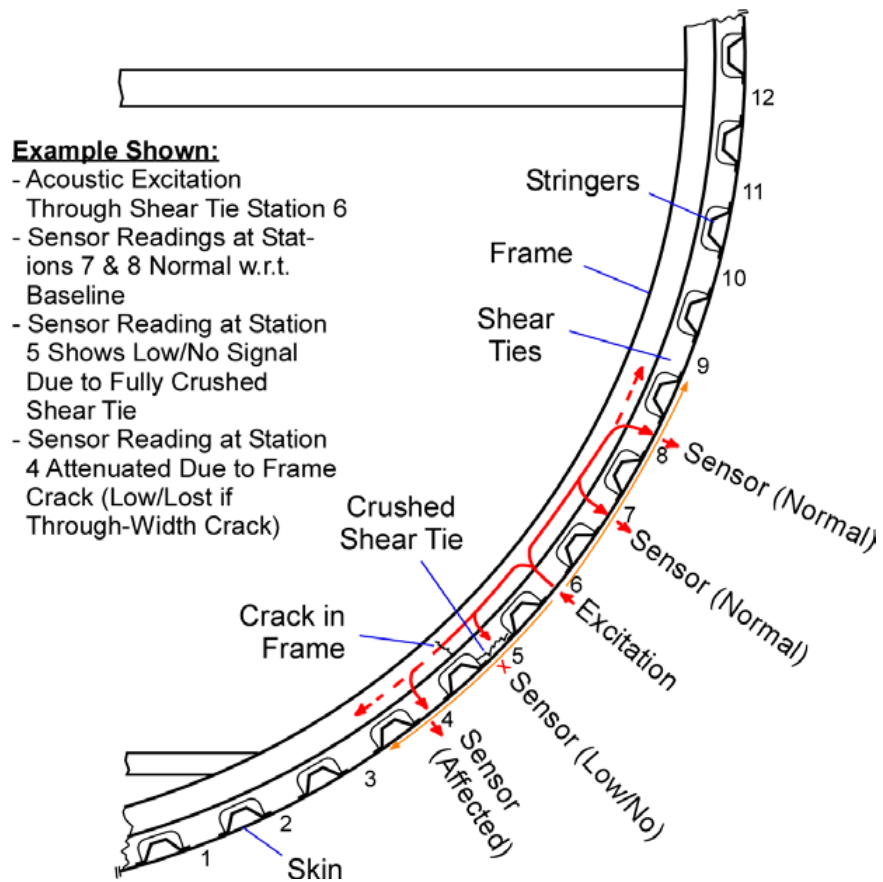 Example Shown:
- Acoustic Excitation
Through Shear Tie Station 6
- Sensor Readings at Stat-
ions 7 & 8 Normal w.r.t.
Baseline
- Sensor Reading at Station
5 Shows Low/No Signal
Due to Fully Crushed
Shear Tie
- Sensor Reading at Station
4 Attenuated Due to Frame
Crack (Low/Lost if
Through-Width Crack)
12
Stringers
11
Frame
10
Shear
Ties
9
8
Sensor (Normal)
7
Sensor (Normal)
Crushed
Shear Tie
6
Excitation
Crack in
Frame
5
Sensor (Low/No)
4
Sensor
(Affected)
3
2
1
Skin